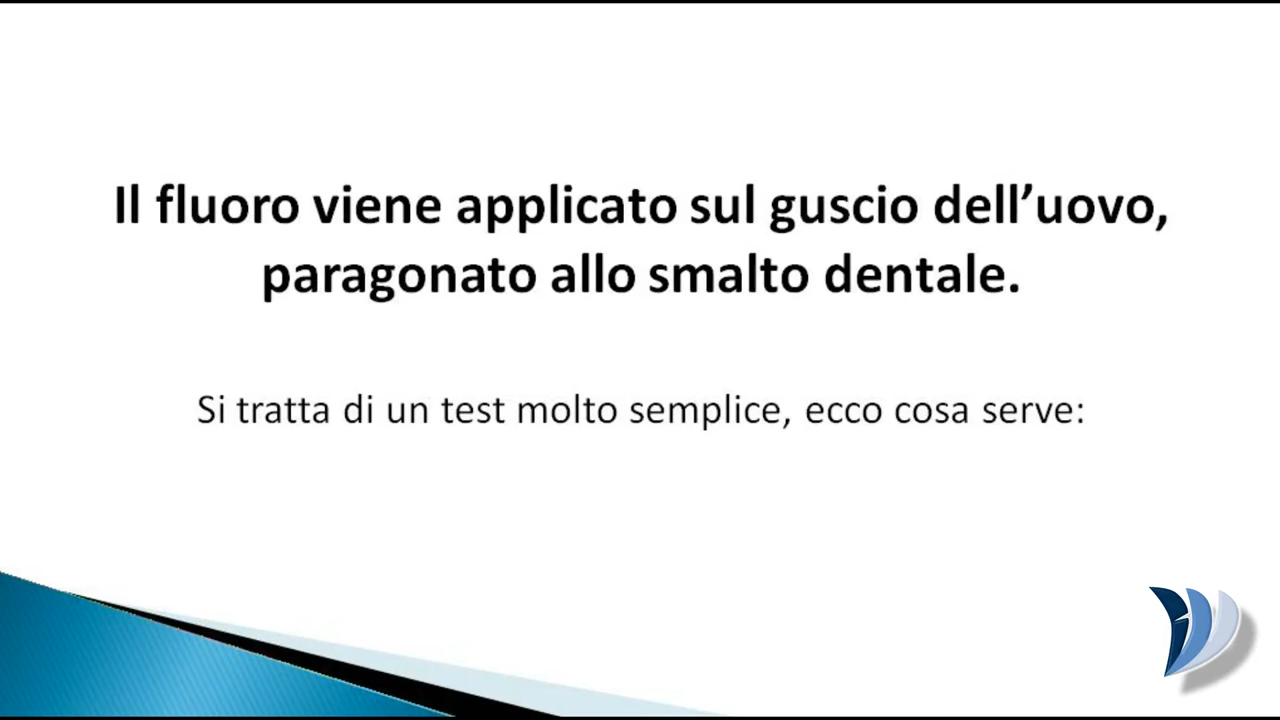 Il fluoro viene applicato sul guscio dell’uovo,
paragonato allo smalto dentale.
Si tratta di un test molto semplice, ecco cosa serve: